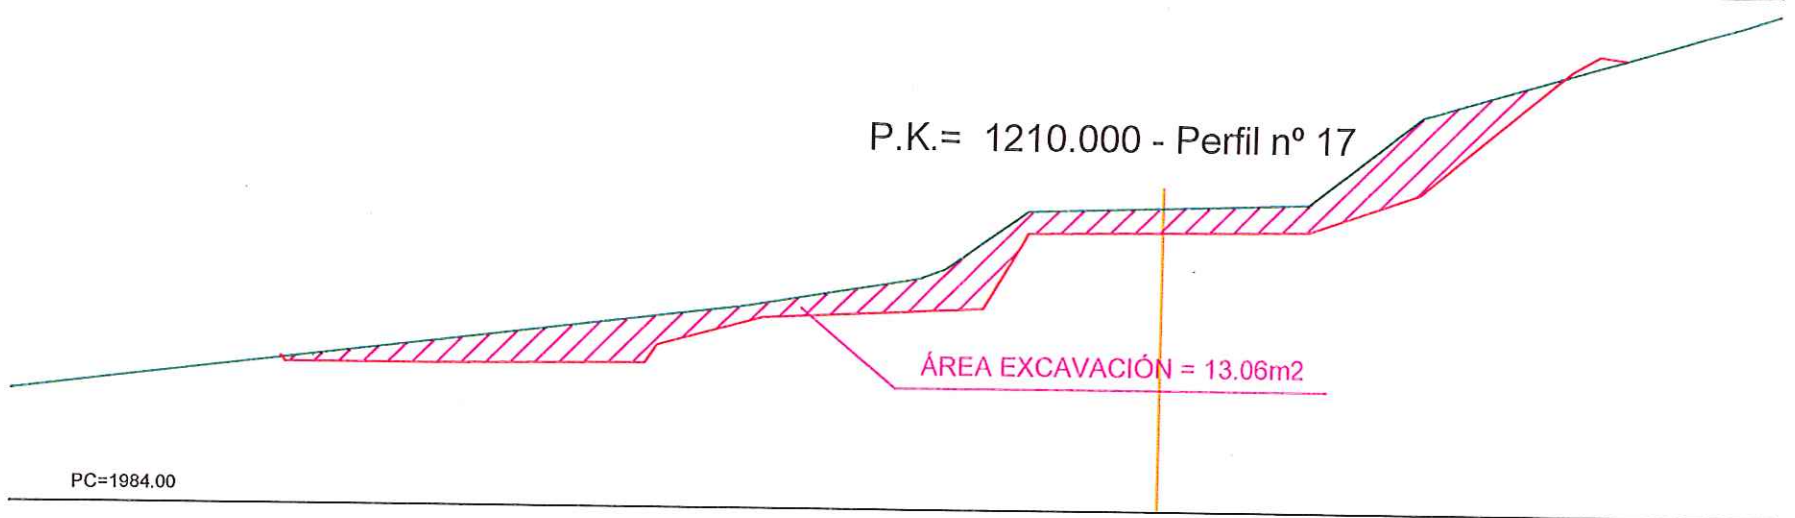 P.K.= 1210.000 - Perfil nº 17
ÁREA EXCAVACIÓN = 13.06m2
PC=1984.00